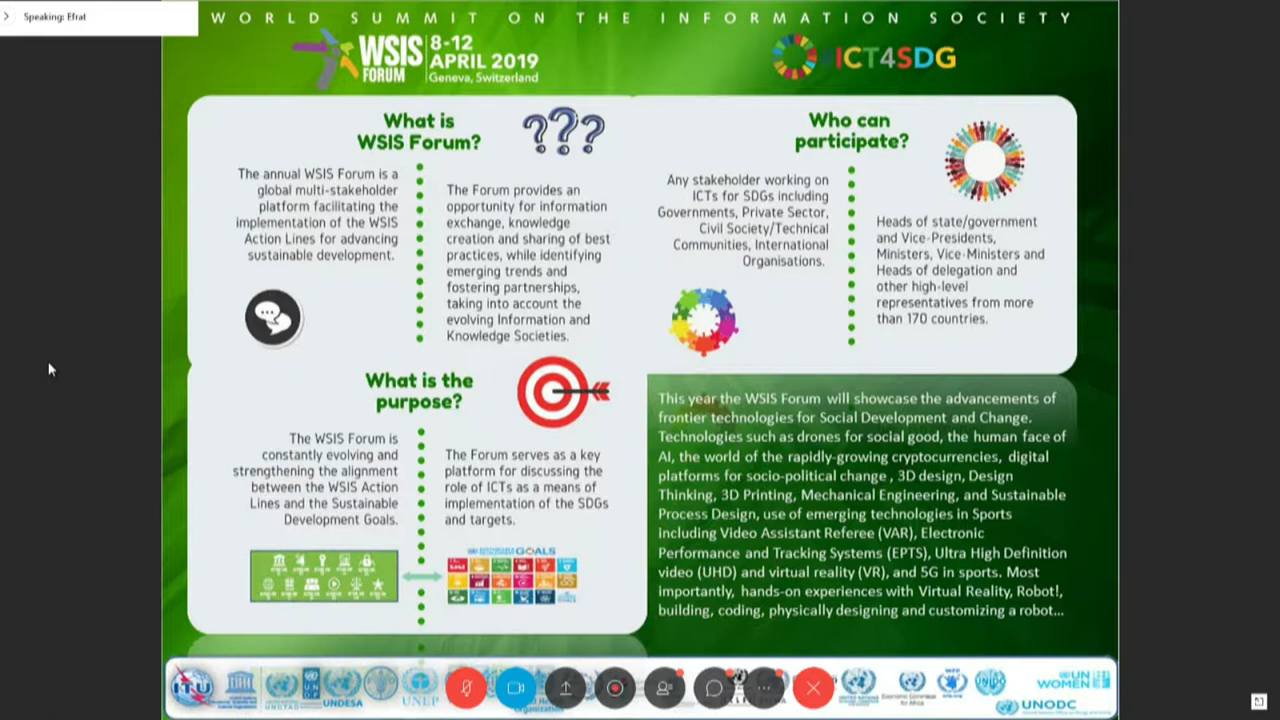 Speaking: Efrat
WORLD SUMMIT ON THE INFORMATION SOCIETY
WSIS
FORUM
8-12
APRIL 2019
Geneva, Switzerland
ICT4SDG
What is
WSIS Forum?
???
The annual WSIS Forum is a
global multi-stakeholder
platform facilitating the
implementation of the WSIS
Action Lines for advancing
sustainable development.
The Forum provides an
opportunity for information
exchange, knowledge
creation and sharing of best
practices, while identifying
emerging trends and
fostering partnerships,
taking into account the
evolving Information and
Knowledge Societies.
Who can
participate?
Any stakeholder working on
ICTs for SDGs including
Governments, Private Sector,
Civil Society/Technical
Communities, International
Organisations.
Heads of state/government
and Vice-Presidents,
Ministers, Vice-Ministers and
Heads of delegation and
other high-level
representatives from more
than 170 countries.
What is the
purpose?
The WSIS Forum is
constantly evolving and
strengthening the alignment
between the WSIS Action
Lines and the Sustainable
Development Goals.
The Forum serves as a key
platform for discussing the
role of ICTs as a means of
implementation of the SDGs
and targets.
GOALS
This year the WSIS Forum will showcase the advancements of
frontier technologies for Social Development and Change.
Technologies such as drones for social good, the human face of
AI, the world of the rapidly-growing cryptocurrencies, digital
platforms for socio-political change , 3D design, Design
Thinking, 3D Printing, Mechanical Engineering, and Sustainable
Process Design, use of emerging technologies in Sports
including Video Assistant Referee (VAR), Electronic
Performance and Tracking Systems (EPTS), Ultra High Definition
video (UHD) and virtual reality (VR), and 5G in sports. Most
importantly, hands-on experiences with Virtual Reality, Robot!,
building, coding, physically designing and customizing a robot...
ITU
UNCTAD
UNDESA
UNEP
Organization
Economic Commission
for Africa
UNIDO
UN
WOMEN
UNODC